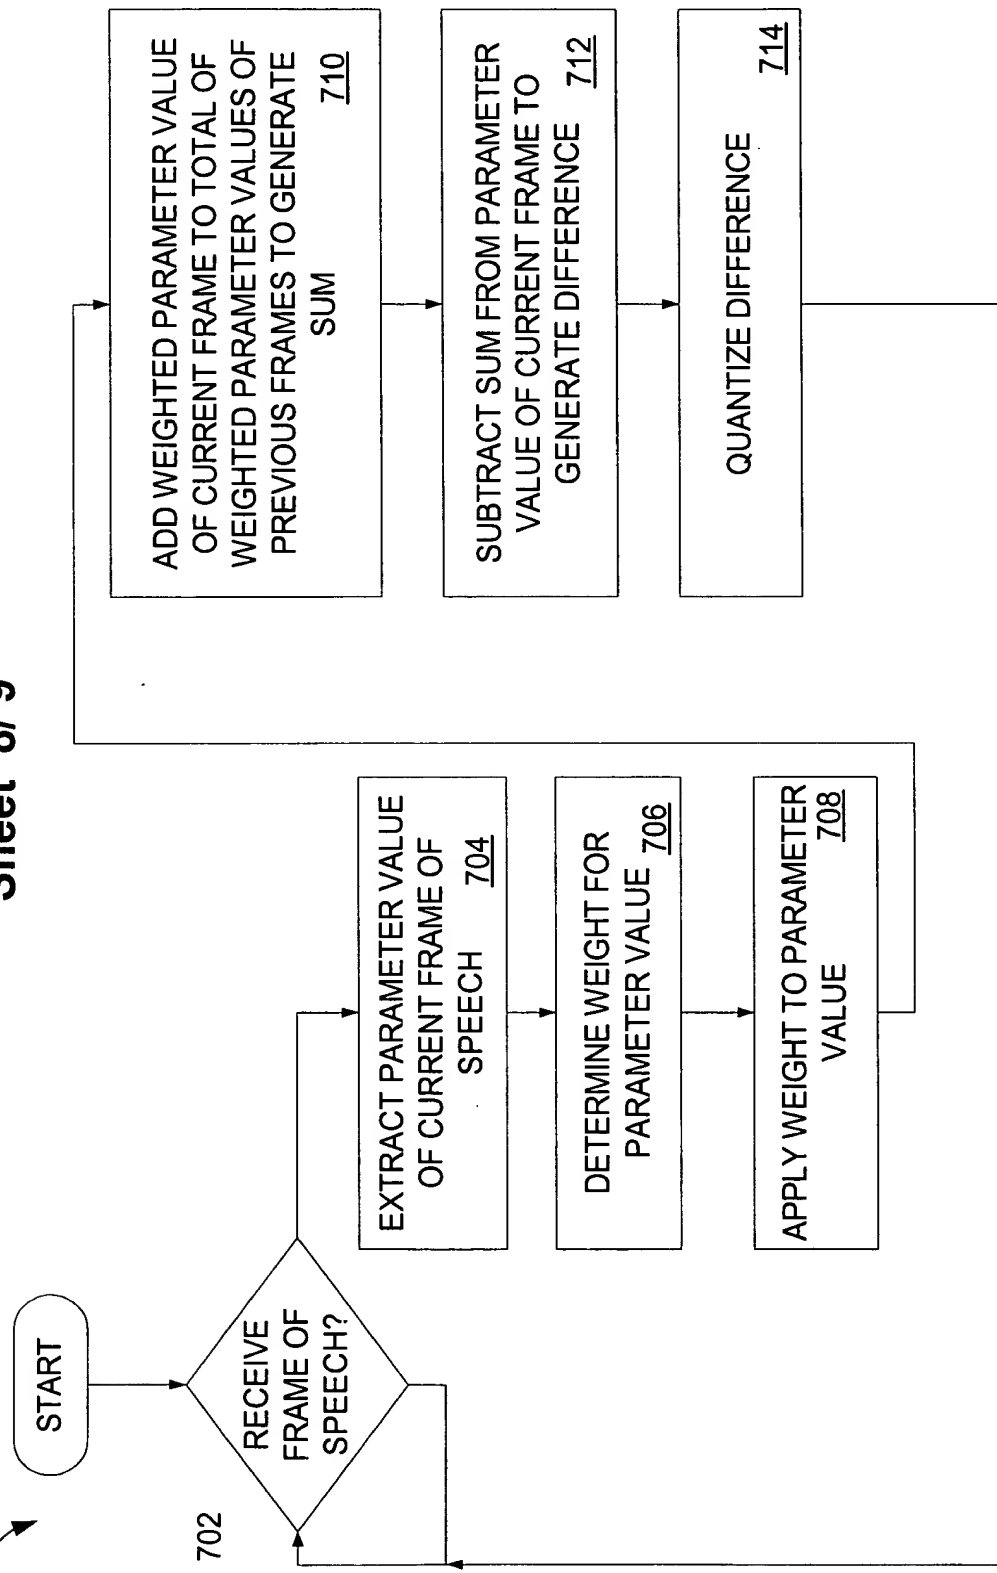 Sheet 8/ 9
START
702
RECEIVE
FRAME OF
SPEECH?
EXTRACT PARAMETER VALUE
OF CURRENT FRAME OF
SPEECH 704
DETERMINE WEIGHT FOR
PARAMETER VALUE 706
APPLY WEIGHT TO PARAMETER
VALUE 708
ADD WEIGHTED PARAMETER VALUE
OF CURRENT FRAME TO TOTAL OF
WEIGHTED PARAMETER VALUES OF
PREVIOUS FRAMES TO GENERATE
SUM 710
SUBTRACT SUM FROM PARAMETER
VALUE OF CURRENT FRAME TO
GENERATE DIFFERENCE 712
QUANTIZE DIFFERENCE 714